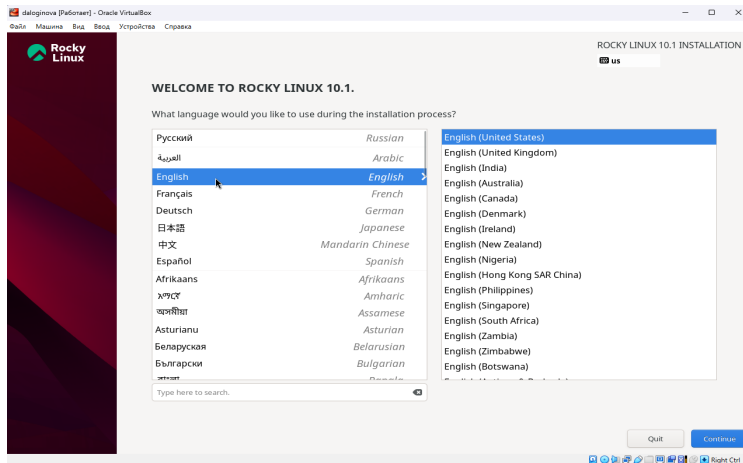 daloginova [Работает] - Oracle VirtualBox
Файл Машина Вид Ввод Устройства Справка
Rocky
Linux
ROCKY LINUX 10.1 INSTALLATION
us
WELCOME TO ROCKY LINUX 10.1.
What language would you like to use during the installation process?
Русский Russian
العربية Arabic
English English
Français French
Deutsch German
日本語 Japanese
中文 Mandarin Chinese
Español Spanish
Afrikaans Afrikaans
አማርኛ Amharic
অসমীয়া Assamese
Asturianu Asturian
Беларуская Belarusian
Български Bulgarian
English (United States)
English (United Kingdom)
English (India)
English (Australia)
English (Canada)
English (Denmark)
English (Ireland)
English (New Zealand)
English (Nigeria)
English (Hong Kong SAR China)
English (Philippines)
English (Singapore)
English (South Africa)
English (Zambia)
English (Zimbabwe)
English (Botswana)
Type here to search.
Quit Continue
Right Ctrl